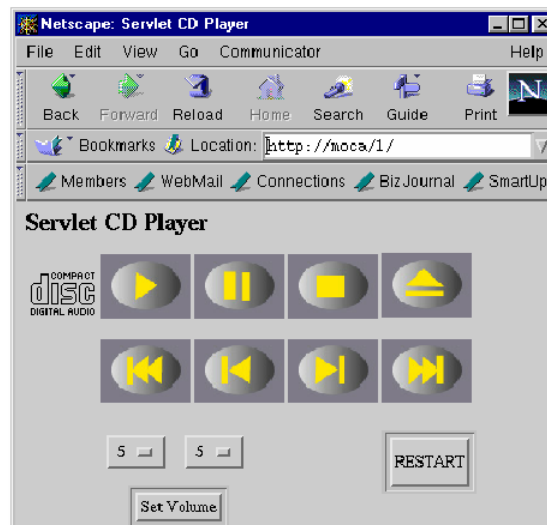 Netscape: Servlet CD Player
File Edit View Go Communicator Help
Back Forward Reload Home Search Guide Print N
Bookmarks Location: http://moca/1/
Members WebMail Connections BizJournal SmartUp
Servlet CD Player
COMPACT
disc
DIGITAL AUDIO
5 5
RESTART
Set Volume